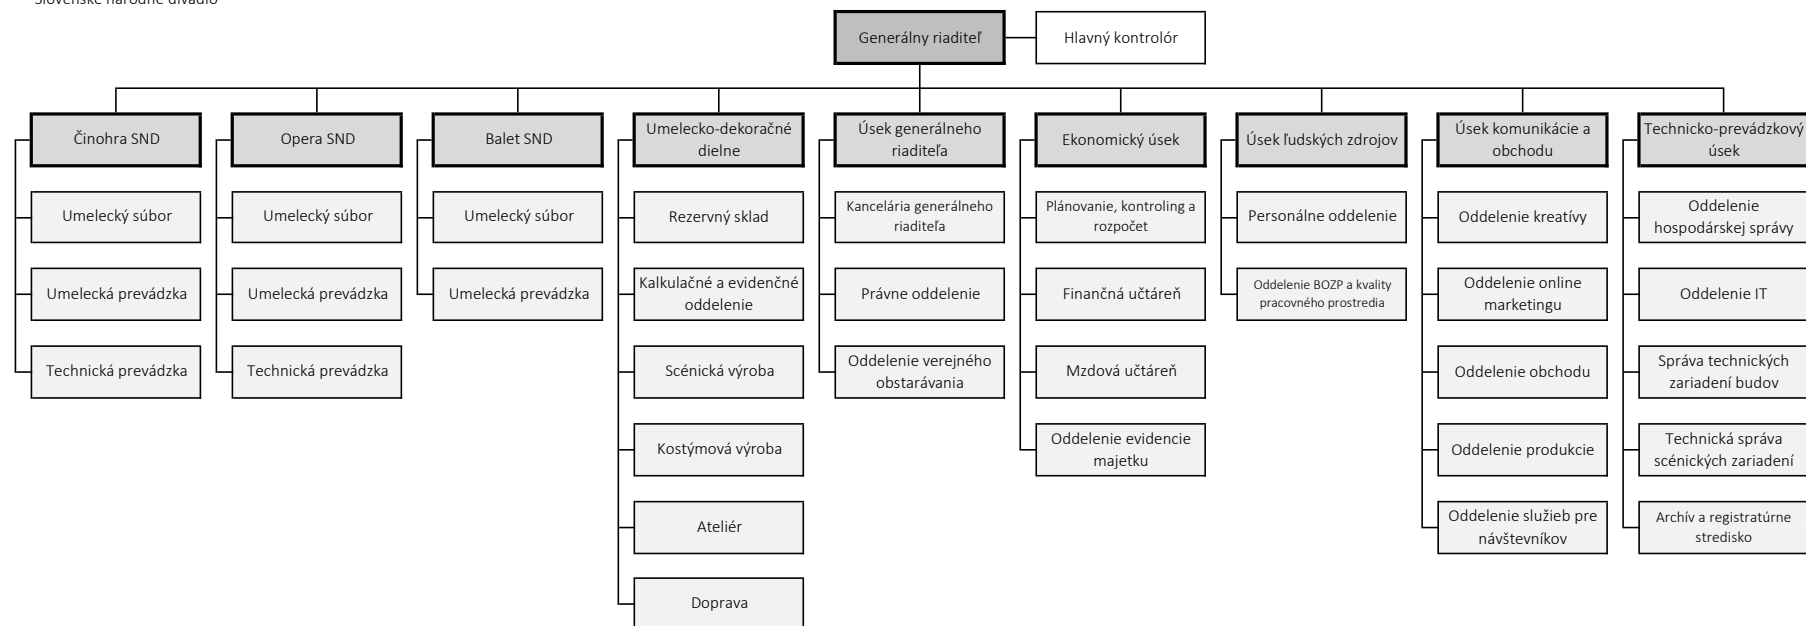 Slovenské národné divadlo
Generálny riaditeľ
Hlavný kontrolór
Činohra SND
Umelecký súbor
Umelecká prevádzka
Technická prevádzka
Opera SND
Umelecký súbor
Umelecká prevádzka
Technická prevádzka
Balet SND
Umelecký súbor
Umelecká prevádzka
Umelecko-dekoračné
dielne
Rezervný sklad
Kalkulačné a evidenčné
oddelenie
Scénická výroba
Kostýmová výroba
Ateliér
Doprava
Úsek generálneho
riaditeľa
Kancelária generálneho
riaditeľa
Právne oddelenie
Oddelenie verejného
obstarávania
Ekonomický úsek
Plánovanie, kontroling a
rozpočet
Finančná učtáreň
Mzdová učtáreň
Oddelenie evidencie
majetku
Úsek ľudských zdrojov
Personálne oddelenie
Oddelenie BOZP a kvality
pracovného prostredia
Úsek komunikácie a
obchodu
Oddelenie kreatívy
Oddelenie online
marketingu
Oddelenie obchodu
Oddelenie produkcie
Oddelenie služieb pre
návštevníkov
Technicko-prevádzkový
úsek
Oddelenie
hospodárskej správy
Oddelenie IT
Správa technických
zariadení budov
Technická správa
scénických zariadení
Archív a registratúrne
stredisko